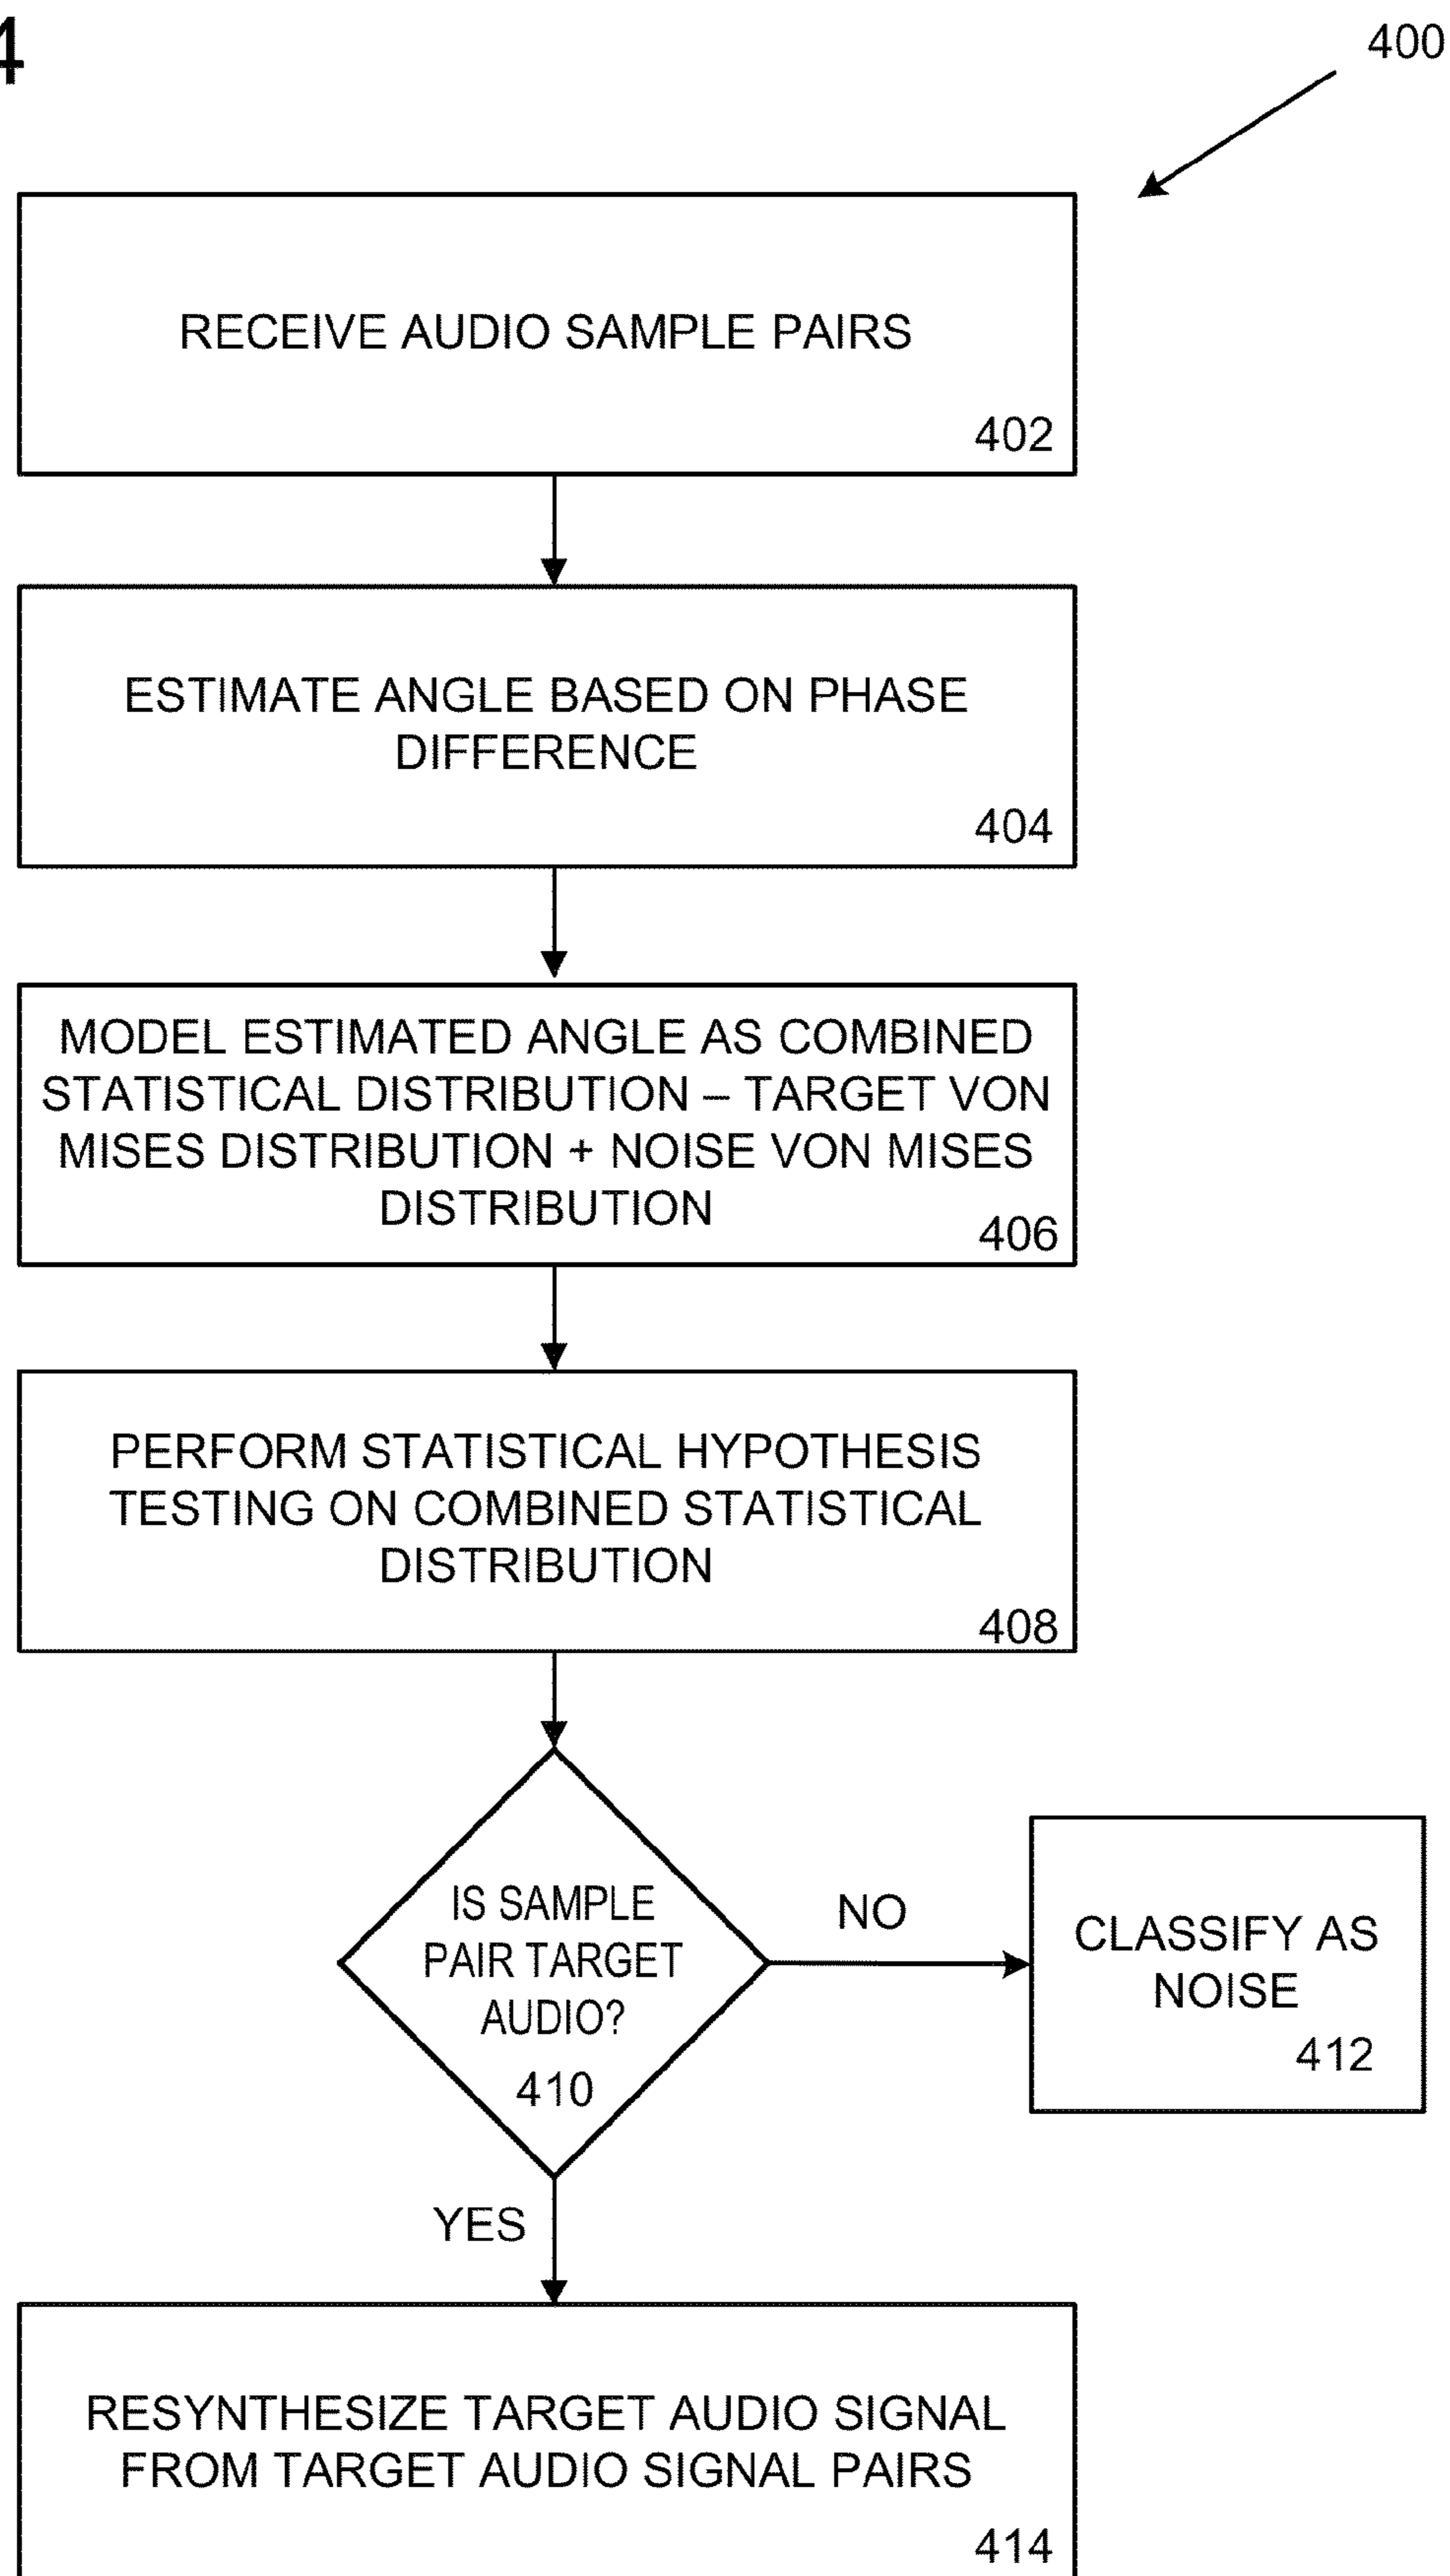 4
400
RECEIVE AUDIO SAMPLE PAIRS
402
ESTIMATE ANGLE BASED ON PHASE
DIFFERENCE
404
MODEL ESTIMATED ANGLE AS COMBINED
STATISTICAL DISTRIBUTION – TARGET VON
MISES DISTRIBUTION + NOISE VON MISES
DISTRIBUTION
406
PERFORM STATISTICAL HYPOTHESIS
TESTING ON COMBINED STATISTICAL
DISTRIBUTION
408
IS SAMPLE
PAIR TARGET
AUDIO?
410
NO
CLASSIFY AS
NOISE
412
YES
RESYNTHESIZE TARGET AUDIO SIGNAL
FROM TARGET AUDIO SIGNAL PAIRS
414